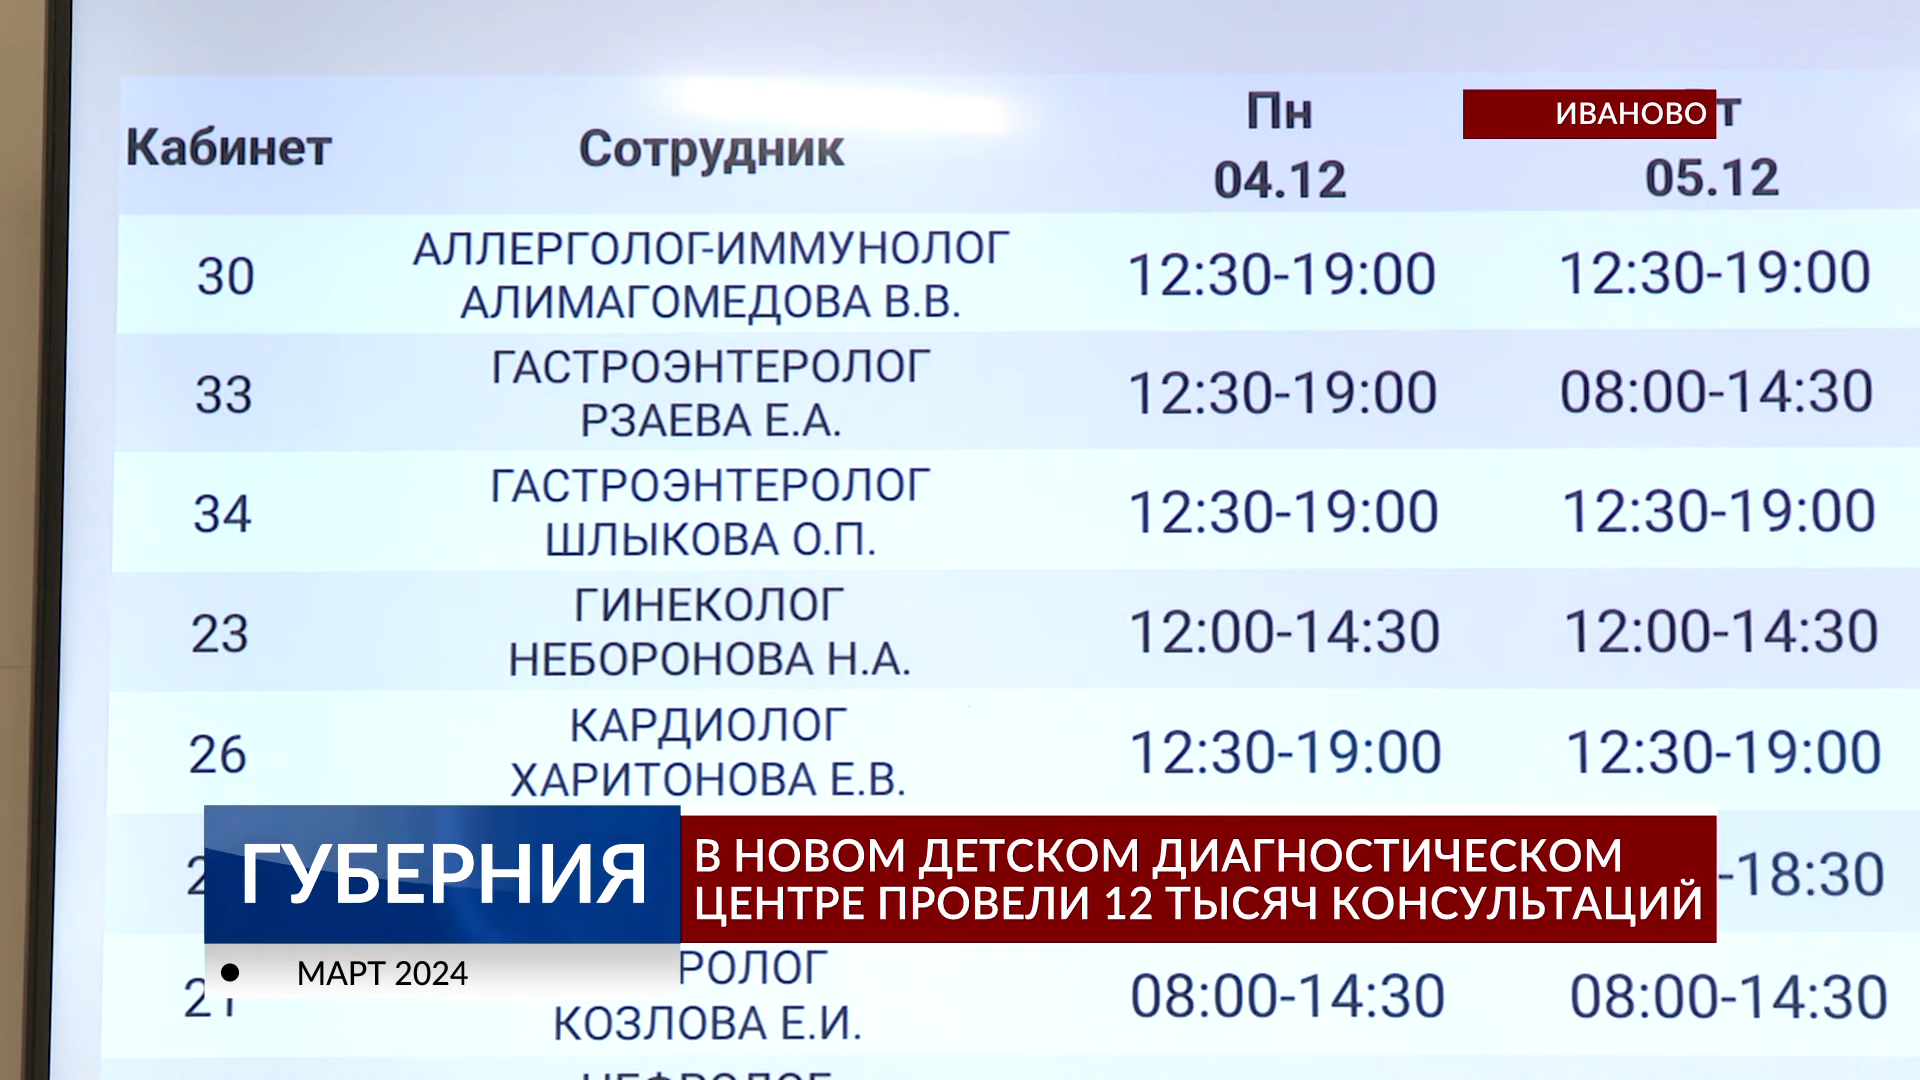 Пн
ИВАНОВО
Кабинет Сотрудник 04.12 05.12
АЛЛЕРГОЛОГ-ИММУНОЛОГ
30 12:30-19:00 12:30-19:00
АЛИМАГОМЕДОВА В.В.
ГАСТРОЭНТЕРОЛОГ
33 12:30-19:00 08:00-14:30
РЗАЕВА Е.А.
ГАСТРОЭНТЕРОЛОГ
34 12:30-19:00 12:30-19:00
ШЛЫКОВА О.П.
ГИНЕКОЛОГ
23 12:00-14:30 12:00-14:30
НЕБОРОНОВА Н.А.
КАРДИОЛОГ
26 12:30-19:00 12:30-19:00
ХАРИТОНОВА Е.В.
ГУБЕРНИЯ
В НОВОМ ДЕТСКОМ ДИАГНОСТИЧЕСКОМ
ЦЕНТРЕ ПРОВЕЛИ 12 ТЫСЯЧ КОНСУЛЬТАЦИЙ
-18:30
• МАРТ 2024
08:00-14:30 08:00-14:30
КОЗЛОВА Е.И.